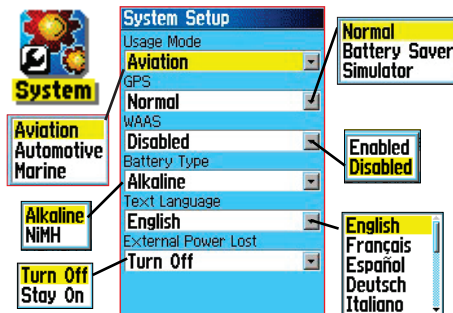 System
Aviation
Automotive
Marine
Alkaline
NiMH
Turn Off
Stay On
System Setup
Usage Mode
Aviation
GPS
Normal
WAAS
Disabled
Battery Type
Alkaline
Text Language
English
External Power Lost
Turn Off
Normal
Battery Saver
Simulator
Enabled
Disabled
English
Français
Español
Deutsch
Italiano